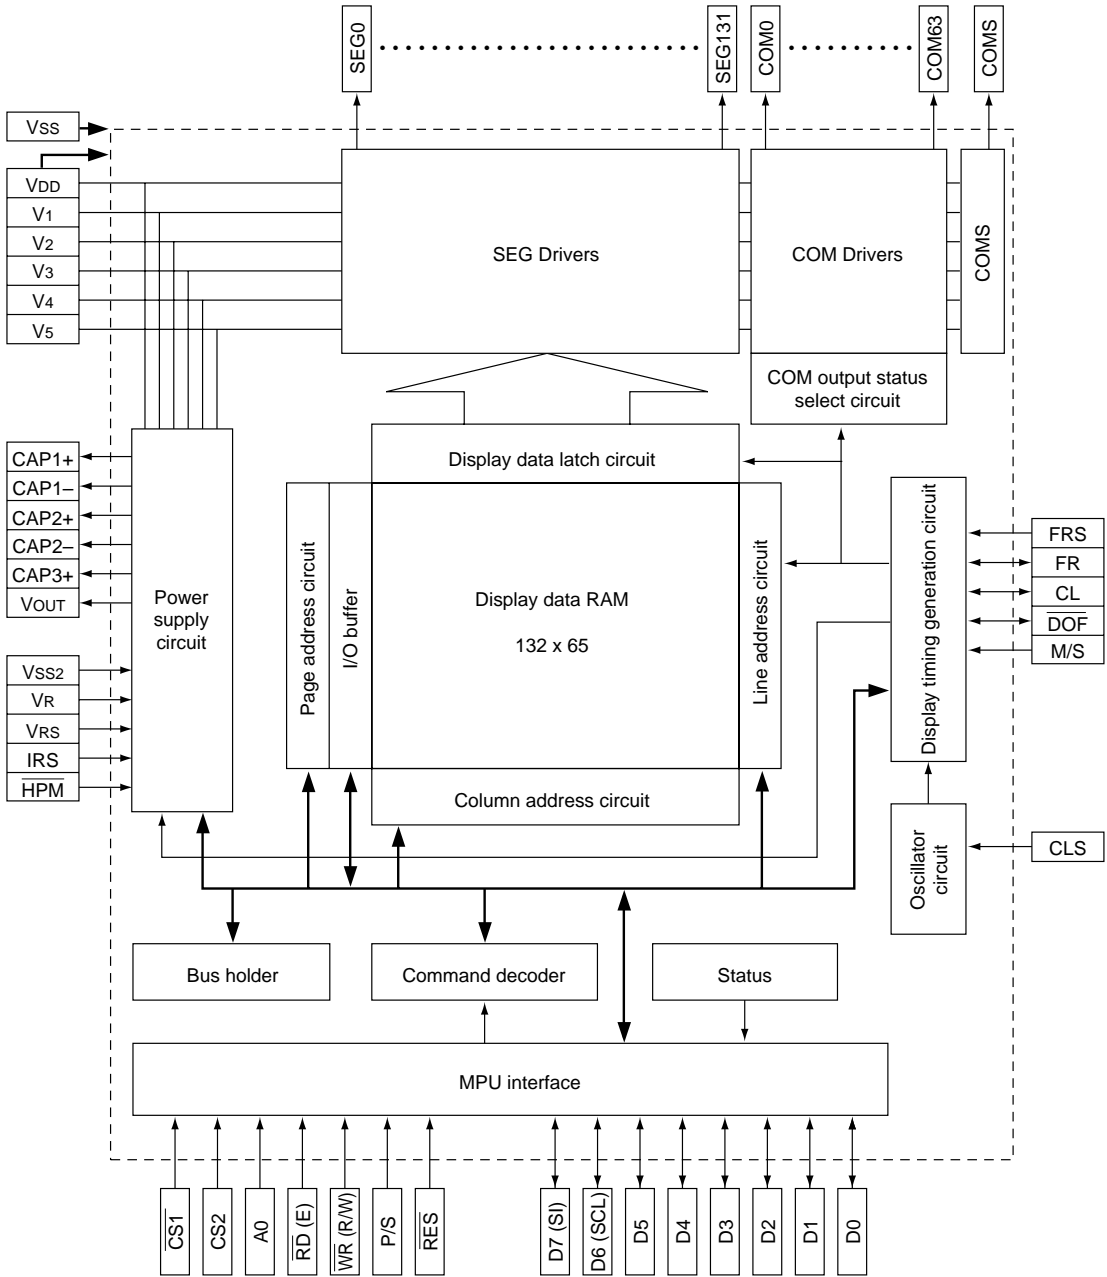 SEG0
SEG131
COM0
COM63
COMS
VSS
VDD
V1
V2
V3
V4
V5
SEG Drivers
COM Drivers
COMS
COM output status
select circuit
CAP1+
CAP1–
CAP2+
CAP2–
CAP3+
VOUT
VSS2
VR
VRS
IRS
HPM
Power
supply
circuit
Display data latch circuit
Page address circuit
I/O buffer
Display data RAM
132 x 65
Line address circuit
Column address circuit
Display timing generation circuit
FRS
FR
CL
DOF
M/S
Oscillator
circuit
CLS
Bus holder
Command decoder
Status
MPU interface
CS1
CS2
A0
RD (E)
WR (R/W)
P/S
RES
D7 (SI)
D6 (SCL)
D5
D4
D3
D2
D1
D0